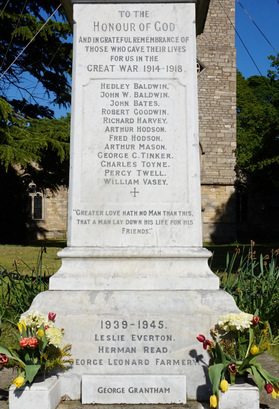 TO THE
HONOUR OF GOD
AND IN GRATEFUL REMEMBRANCE OF
THOSE WHO GAVE THEIR LIVES
FOR US IN THE
GREAT WAR 1914-1918.
HEDLEY BALDWIN.
JOHN W. BALDWIN.
JOHN BATES.
ROBERT GOODWIN.
RICHARD HARVEY.
ARTHUR HODSON.
FRED HODSON.
ARTHUR MASON.
GEORGE C. TINKER.
CHARLES TOYNE.
PERCY TWELL.
WILLIAM VASEY.
"GREATER LOVE HATH NO MAN THAN THIS,
THAT A MAN LAY DOWN HIS LIFE FOR HIS
FRIENDS."
1939-1945.
LESLIE EVERTON.
HERMAN READ.
GEORGE LEONARD FARMERY.
GEORGE GRANTHAM